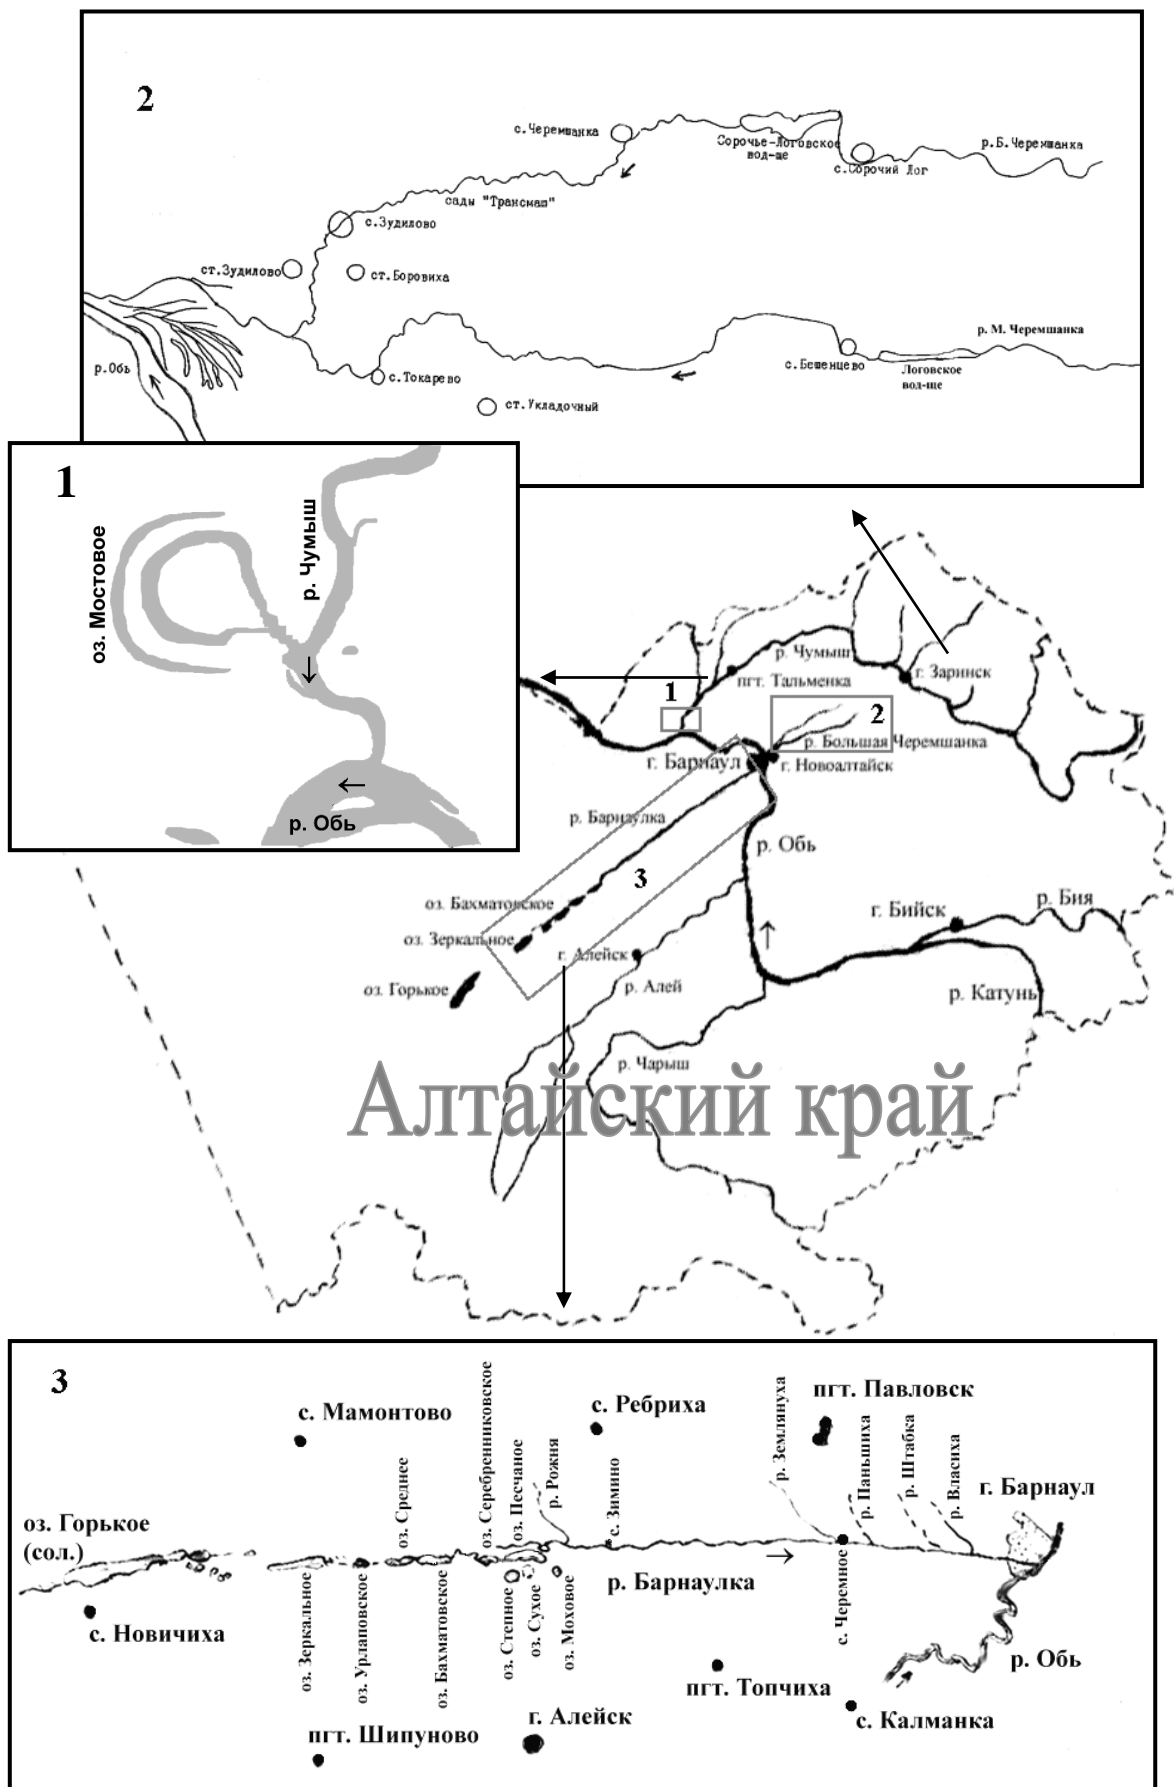 2
с.Черемшанка
Сорочье-Логовское
вод-ще
р.Б.Черемшанка
с.Сорочий Лог
сады "Трансмаш"
с.Зудилово
ст.Зудилово
ст.Боровиха
р. М. Черемшанка
р.Обь
с.Токарево
с.Бешенцево
Логовское
вод-ще
ст.Укладочный
1
оз. Мостовое
р. Чумыш
р. Обь
р. Чумыш
пгт. Тальменка
г. Заринск
1
2
р. Большая Черемшанка
г. Барнаул
г. Новоалтайск
р. Барнаулка
р. Обь
3
оз. Бахматовское
г. Бийск
р. Бия
оз. Зеркальное
г. Алейск
оз. Горькое
р. Алей
р. Катунь
р. Чарыш
Алтайский край
3
с. Мамонтово
с. Ребриха
пгт. Павловск
оз. Среднее
оз. Серебренниковское
оз. Песчаное
р. Рожня
с. Зимино
р. Земляну́ха
р. Паньшиха
р. Штабка
р. Власиха
г. Барнаул
оз. Горькое
(сол.)
р. Барнаулка
с. Новичиха
оз. Зеркальное
оз. Урлаповское
оз. Бахматовское
оз. Степное
оз. Сухое
оз. Моховое
с. Черемное
р. Обь
пгт. Топчиха
пгт. Шипуново
г. Алейск
с. Калманка